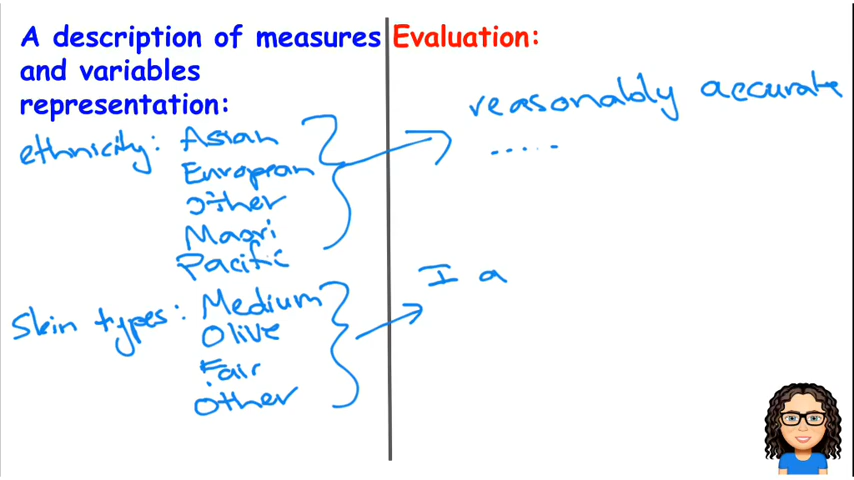 A description of measures
and variables
representation:
ethnicity: Asian
European
Other
Maori
Pacific
Skin types: Medium
Olive
Fair
Other
Evaluation:
reasonably accurate
.....
I a